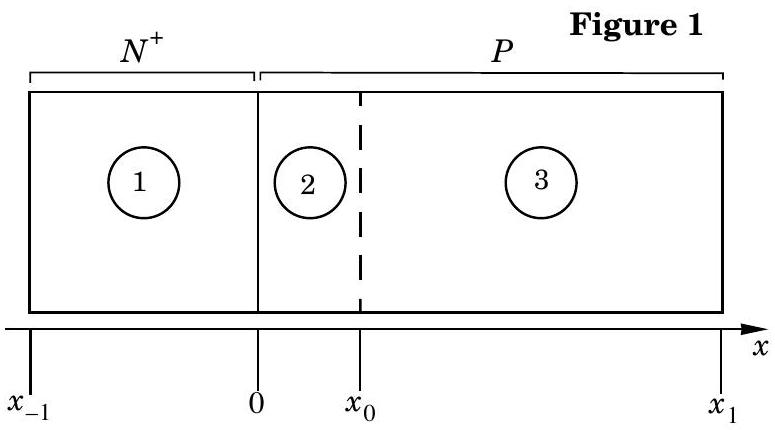 Figure 1
N⁺ P
1 2 3
x
x₋₁ 0 x₀ x₁